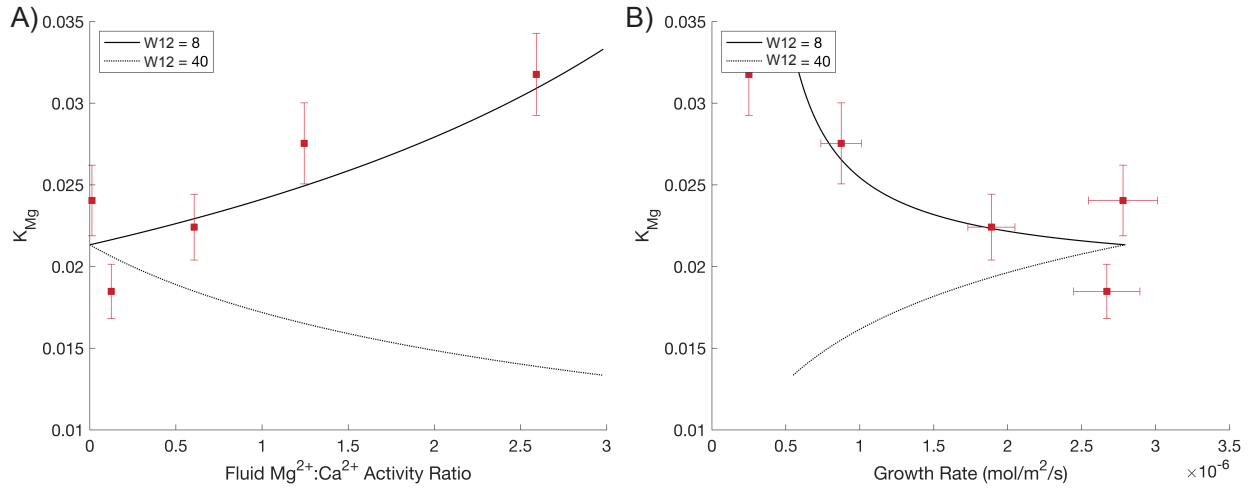 A)
0.035
0.03
0.025
0.02
0.015
0.01
K_Mg
W12 = 8
W12 = 40
0
0.5
1
1.5
2
2.5
3
Fluid Mg²⁺:Ca²⁺ Activity Ratio
B)
0.035
0.03
0.025
0.02
0.015
0.01
K_Mg
W12 = 8
W12 = 40
0
0.5
1
1.5
2
2.5
3
3.5
Growth Rate (mol/m²/s)
×10⁻⁶